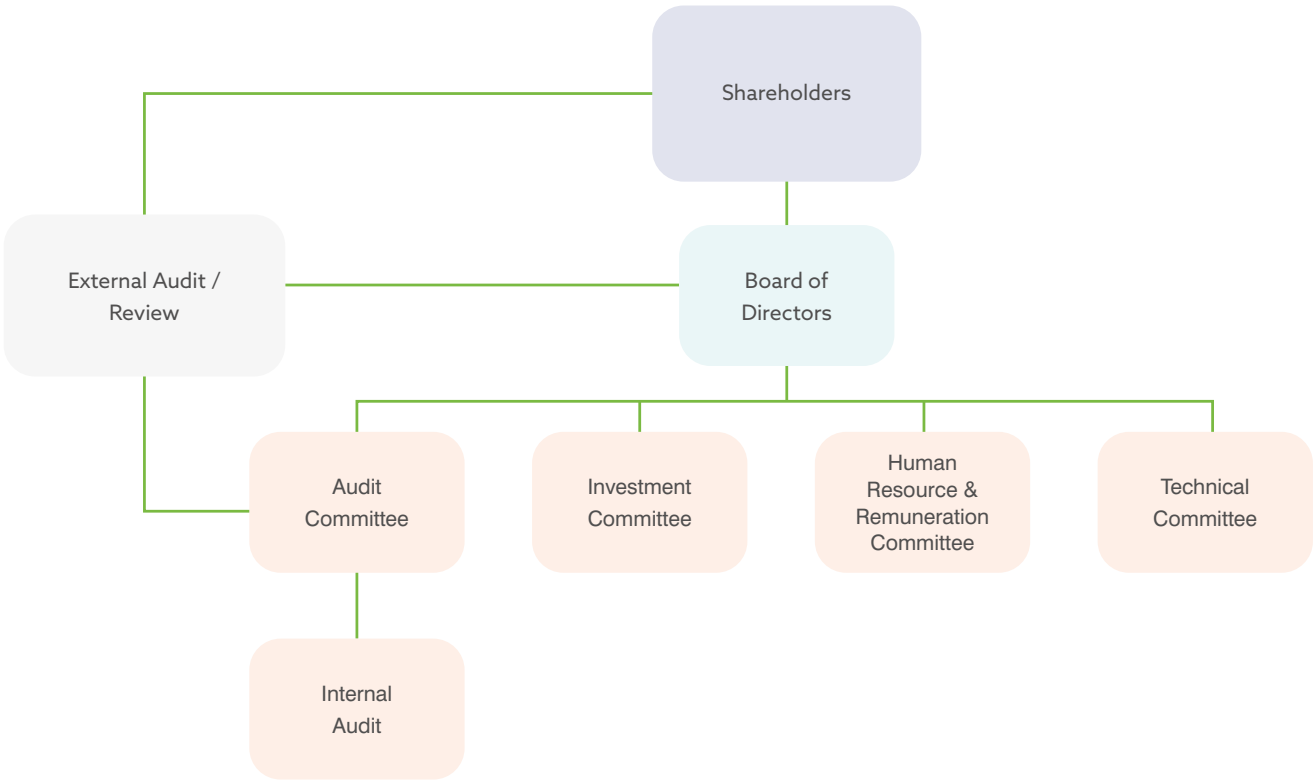 Shareholders
External Audit /
Review
Board of
Directors
Audit
Committee
Investment
Committee
Human
Resource &
Remuneration
Committee
Technical
Committee
Internal
Audit